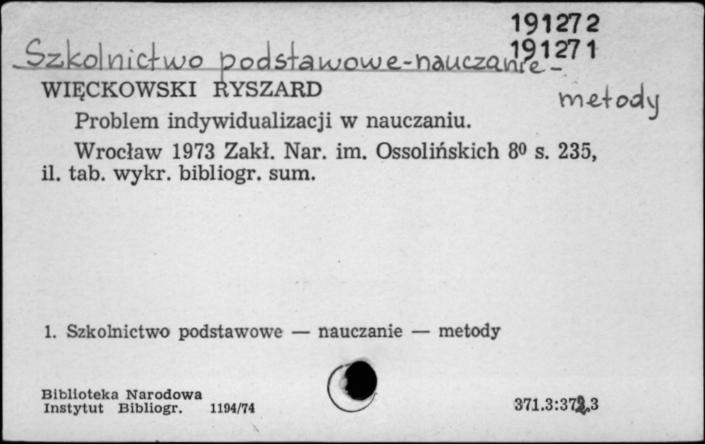 191272
191271
Szkolnictwo podstawowe-nauczanie-
metody
WIĘCKOWSKI RYSZARD
Problem indywidualizacji w nauczaniu.
Wrocław 1973 Zakł. Nar. im. Ossolińskich 8⁰ s. 235,
il. tab. wykr. bibliogr. sum.
1. Szkolnictwo podstawowe — nauczanie — metody
Biblioteka Narodowa
Instytut Bibliogr. 1194/74